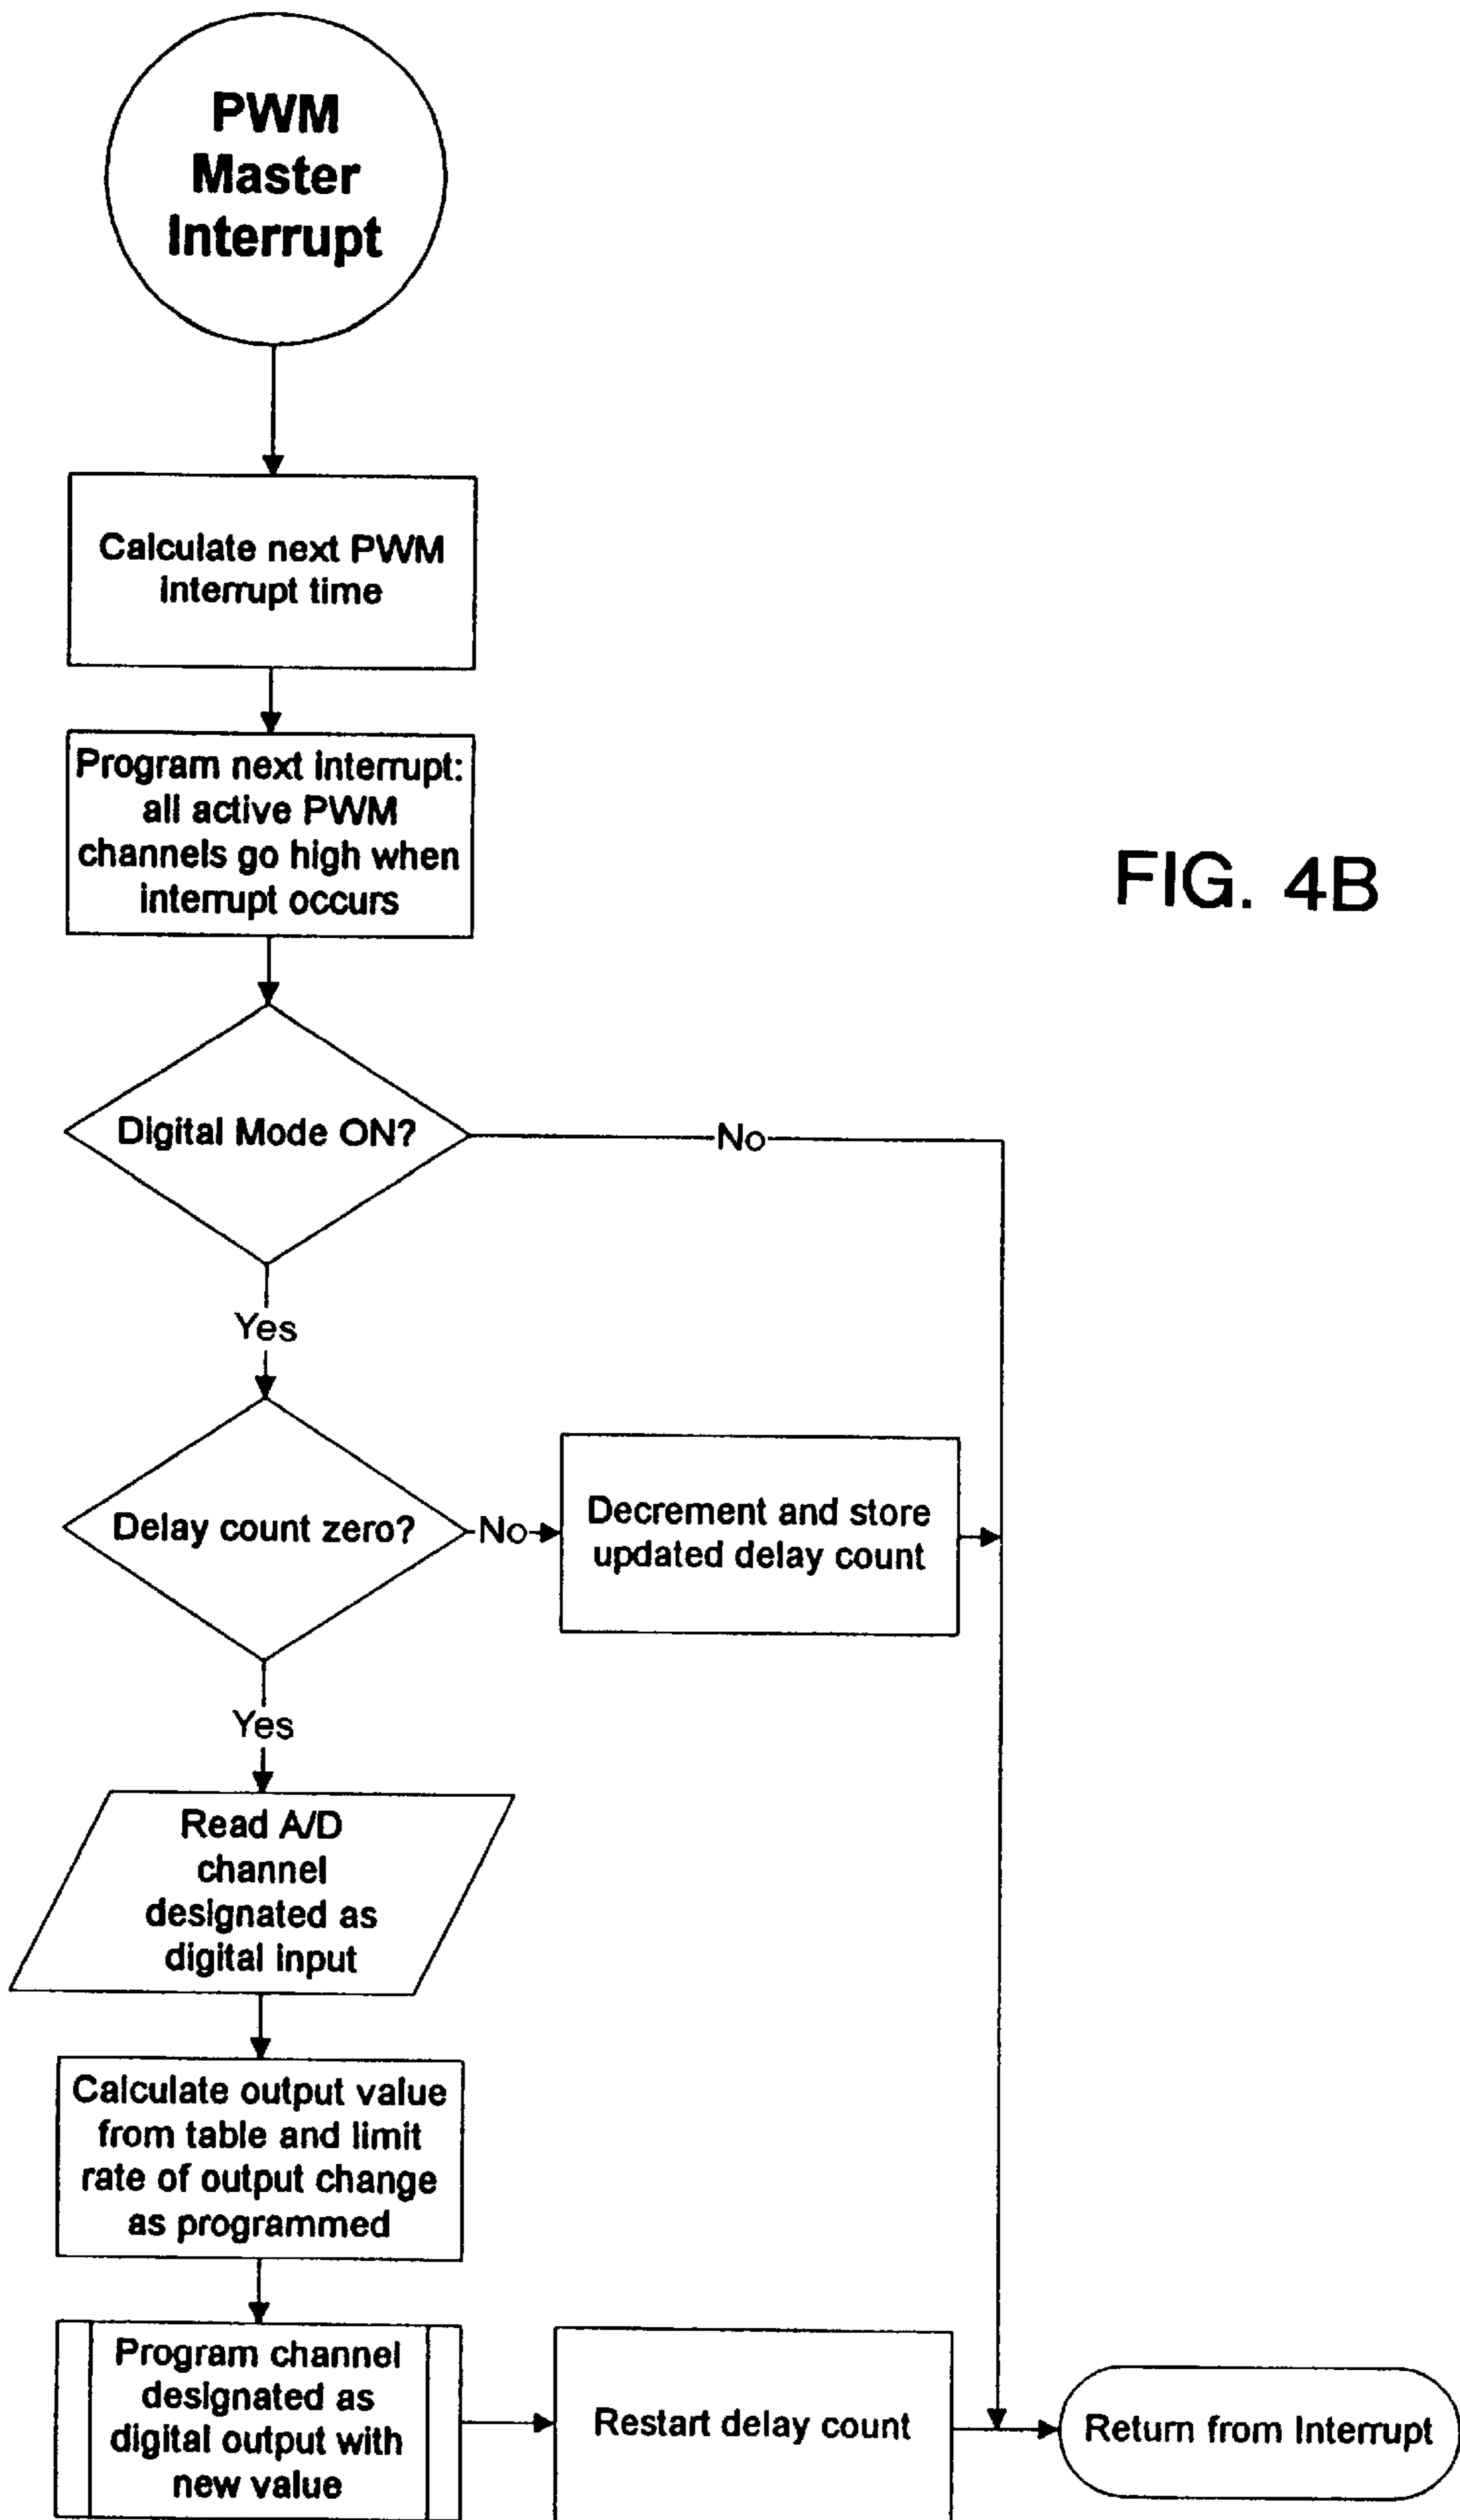 PWM
Master
Interrupt
Calculate next PWM
interrupt time
Program next interrupt:
all active PWM
channels go high when
interrupt occurs
FIG. 4B
Digital Mode ON?
No
Yes
Delay count zero?
No
Decrement and store
updated delay count
Yes
Read A/D
channel
designated as
digital input
Calculate output value
from table and limit
rate of output change
as programmed
Program channel
designated as
digital output with
new value
Restart delay count
Return from Interrupt